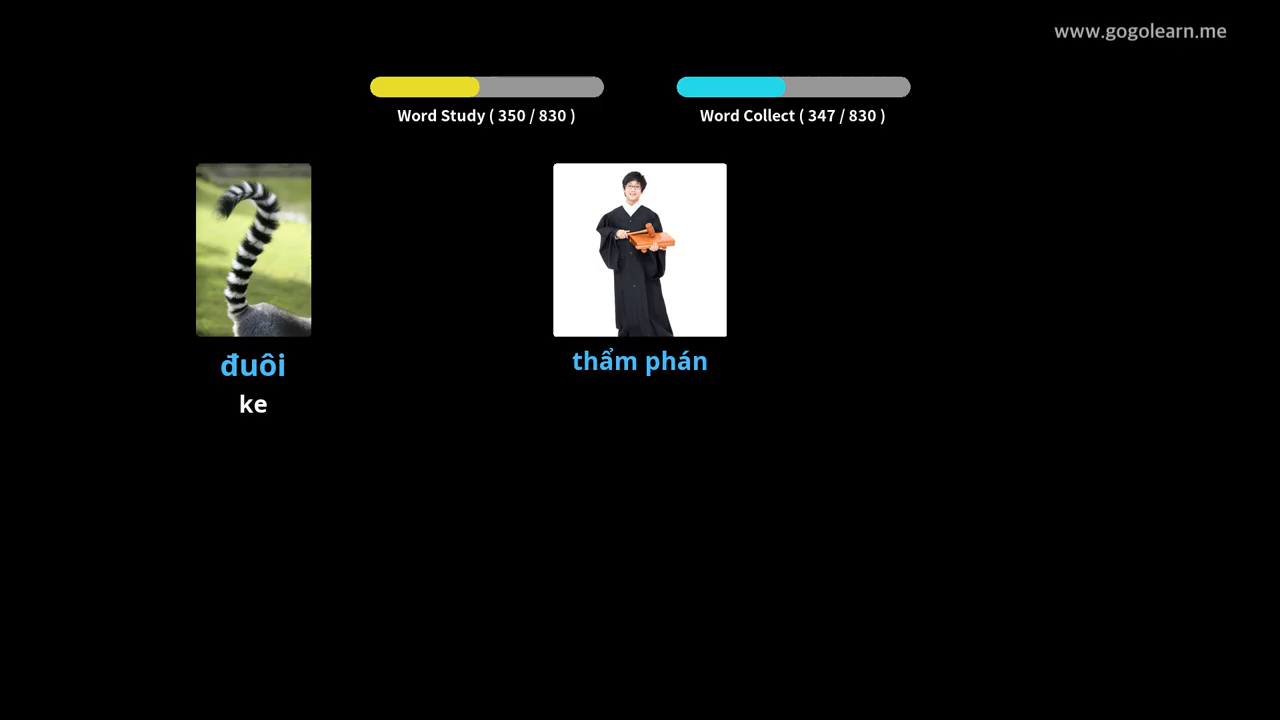 www.gogolearn.me
Word Study ( 350 / 830 )
Word Collect ( 347 / 830 )
đuôi
ke
thẩm phán